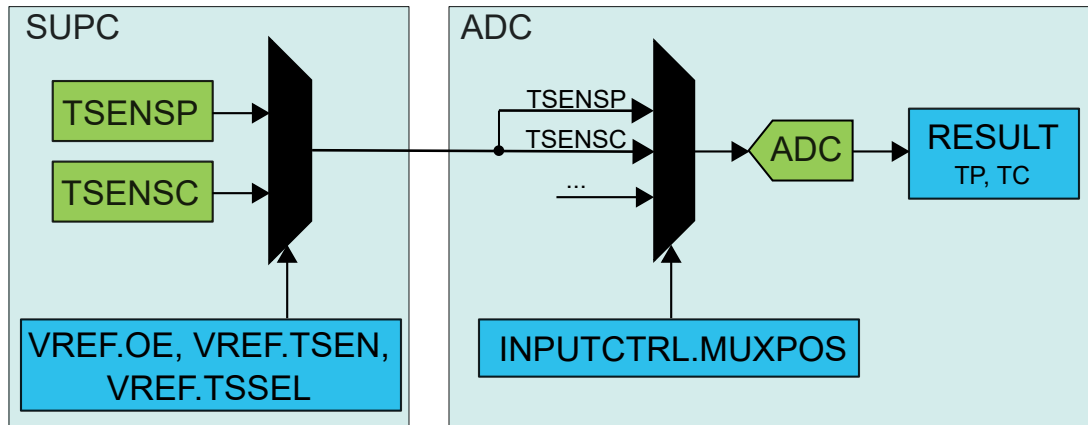 SUPC
TSENSP
TSENSC
VREF.OE, VREF.TSEN,
VREF.TSSEL
ADC
TSENSP
TSENSC
...
INPUTCTRL.MUXPOS
ADC
RESULT
TP, TC